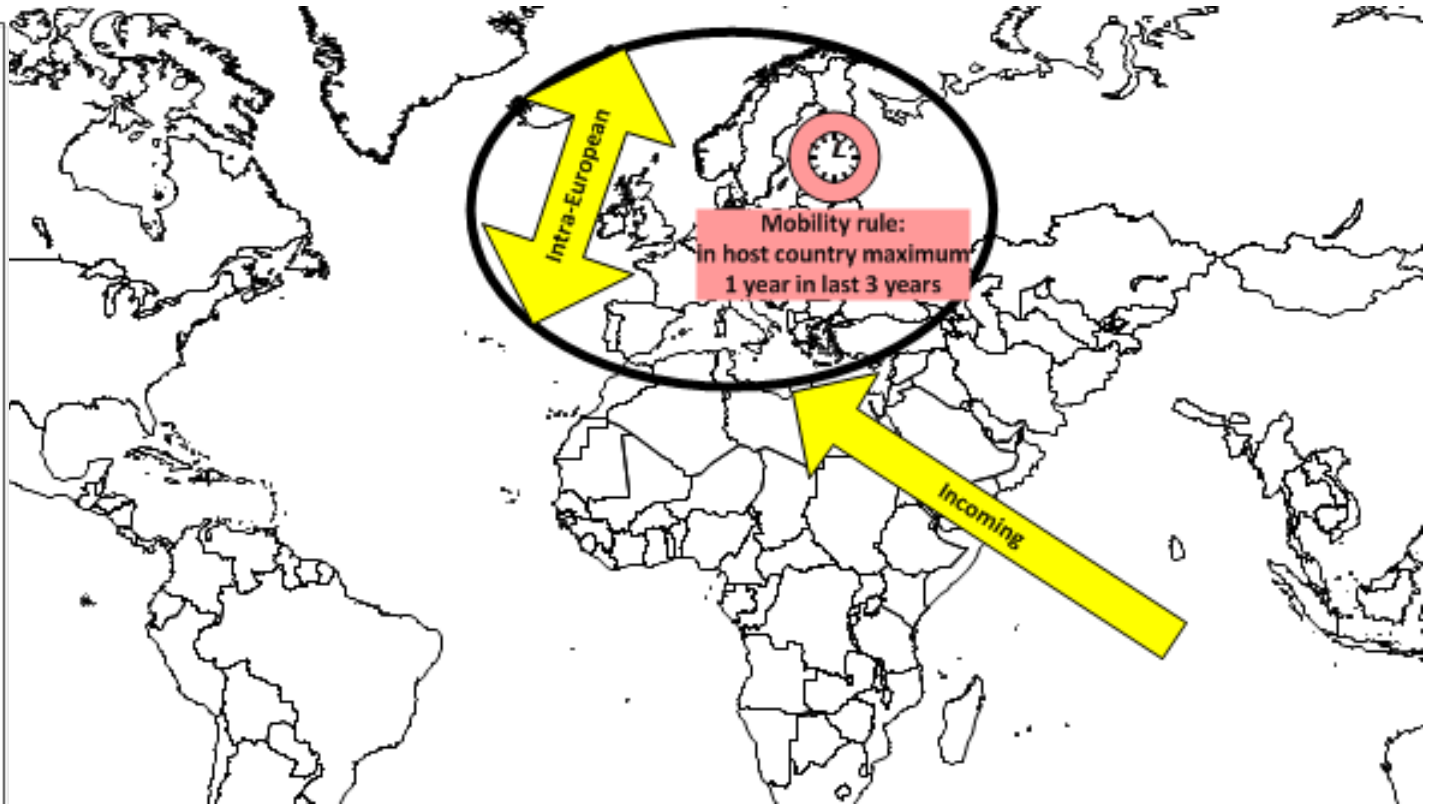 Intra-European
Mobility rule:
in host country maximum
1 year in last 3 years
Incoming